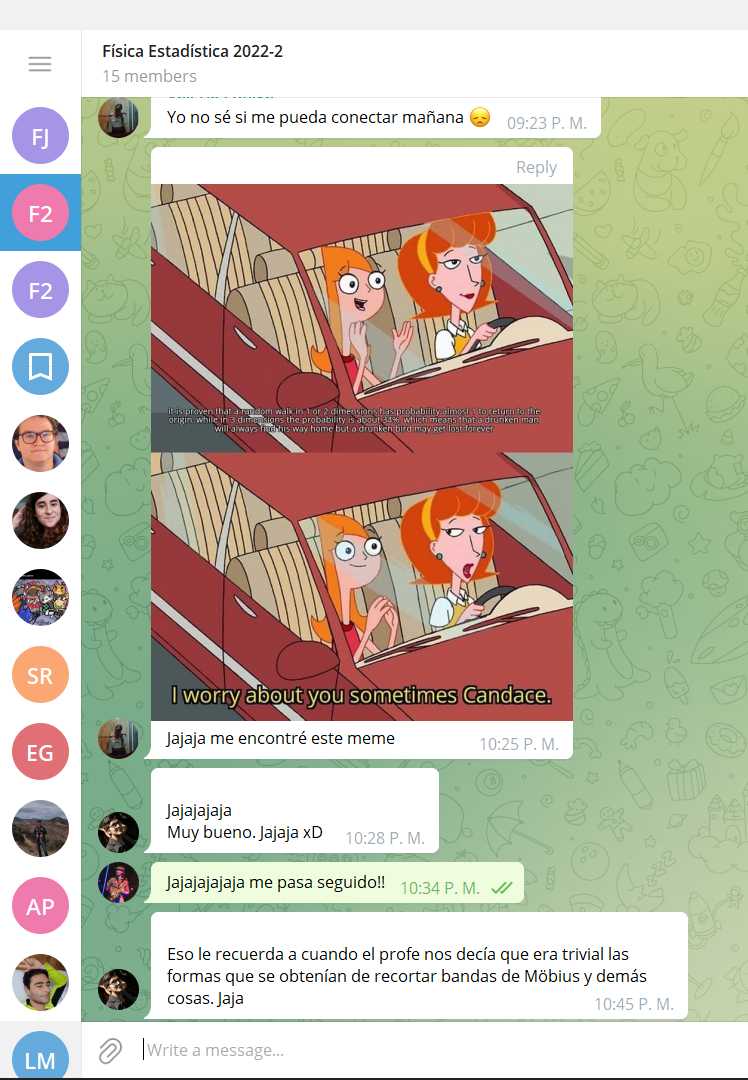 Física Estadística 2022-2
15 members
FJ
Yo no sé si me pueda conectar mañana 😞 09:23 P. M.
F2
Reply
F2
it is proven that a random walk in 1 or 2 dimensions has probability almost 1 to return to the
origin. while in 3 dimensions the probability is about 34%. which means that a drunken man
will always find his way home but a drunken bird may get lost forever
SR
I worry about you sometimes Candace.
EG
Jajaja me encontré este meme 10:25 P. M.
Jajajajaja
Muy bueno. Jajaja xD 10:28 P. M.
AP
Jajajajajaja me pasa seguido!! 10:34 P. M.
Eso le recuerda a cuando el profe nos decía que era trivial las
formas que se obtenían de recortar bandas de Möbius y demás
cosas. Jaja 10:45 P. M.
LM
Write a message...